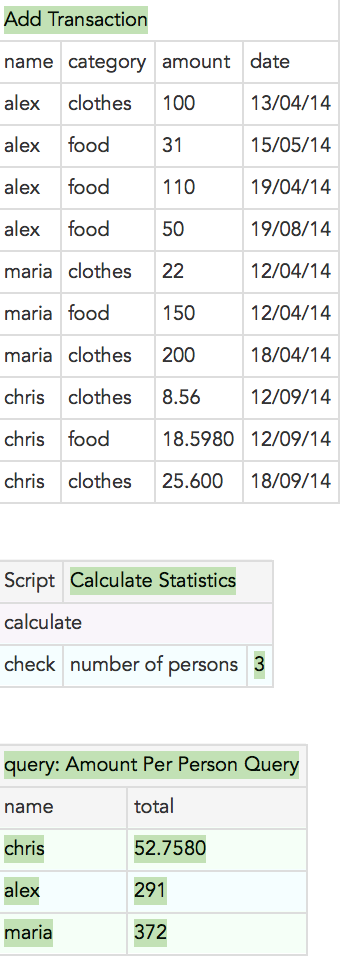 Add Transaction
name category amount date
alex clothes 100 13/04/14
alex food 31 15/05/14
alex food 110 19/04/14
alex food 50 19/08/14
maria clothes 22 12/04/14
maria food 150 12/04/14
maria clothes 200 18/04/14
chris clothes 8.56 12/09/14
chris food 18.5980 12/09/14
chris clothes 25.600 18/09/14
Script Calculate Statistics
calculate
check number of persons 3
query: Amount Per Person Query
name total
chris 52.7580
alex 291
maria 372